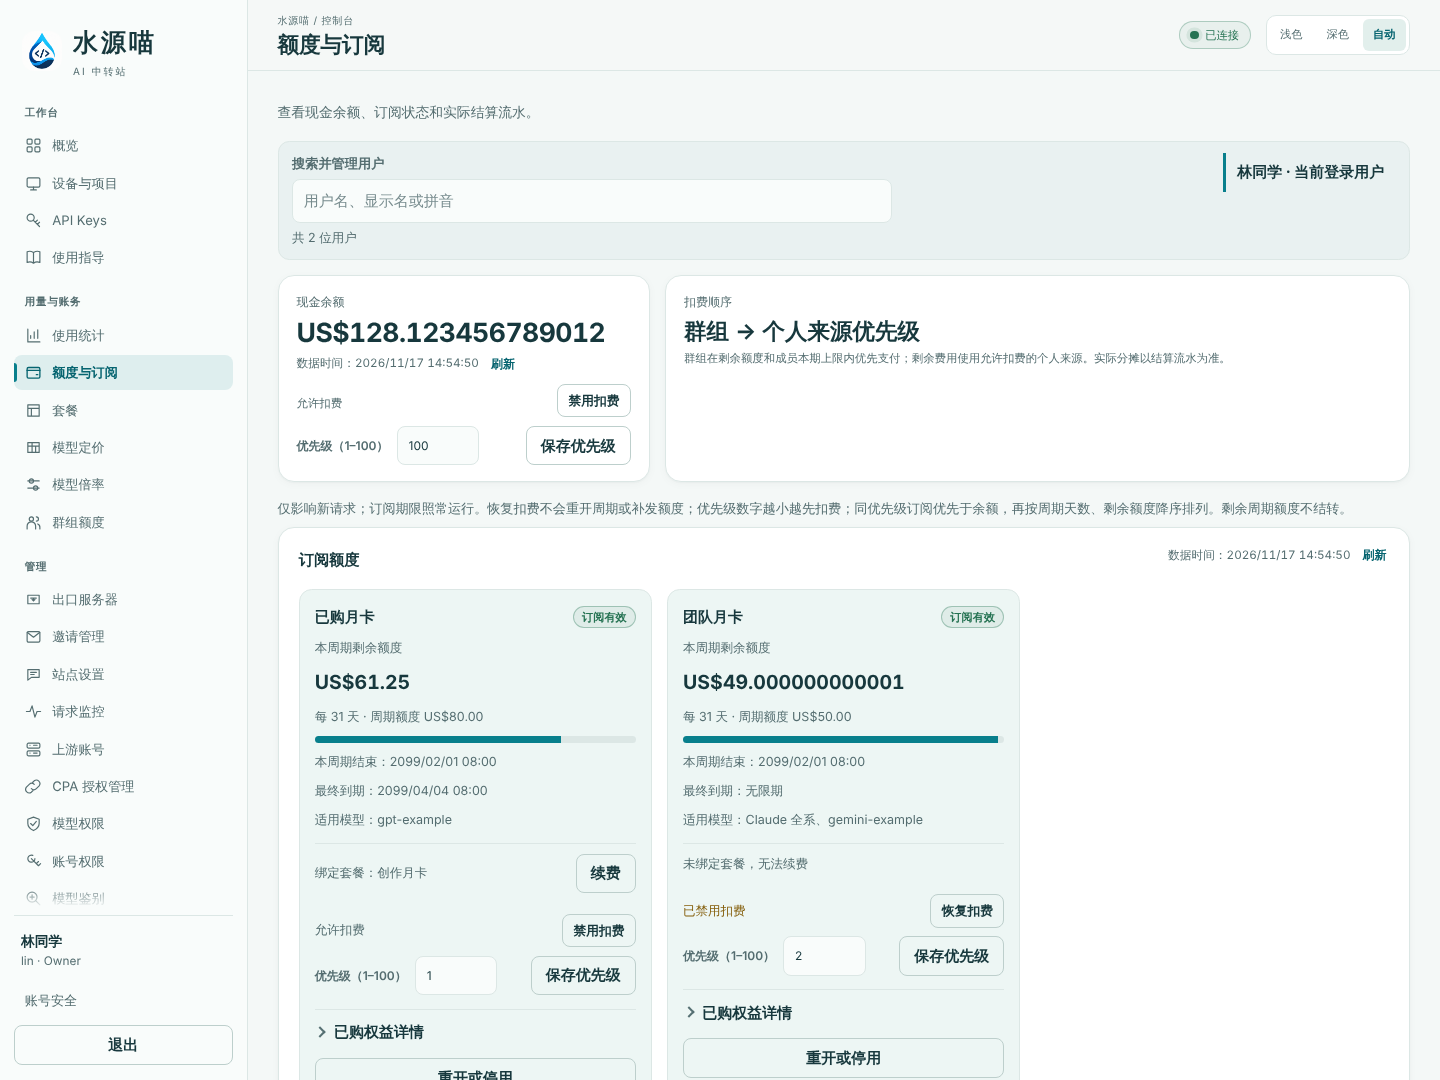 水源喵
AI 中转站
工作台
概览
设备与项目
API Keys
使用指导
用量与账务
使用统计
额度与订阅
套餐
模型定价
模型倍率
群组额度
管理
出口服务器
邀请管理
站点设置
请求监控
上游账号
CPA 授权管理
模型权限
账号权限
模型鉴别
林同学
lin · Owner
账号安全
退出
水源喵 / 控制台
额度与订阅
已连接
浅色
深色
自动
查看现金余额、订阅状态和实际结算流水。
搜索并管理用户
用户名、显示名或拼音
共 2 位用户
林同学 · 当前登录用户
现金余额
US$128.123456789012
数据时间：2026/11/17 14:54:50 刷新
允许扣费
禁用扣费
优先级（1–100）
100
保存优先级
扣费顺序
群组 → 个人来源优先级
群组在剩余额度和成员本期上限内优先支付；剩余费用使用允许扣费的个人来源。实际分摊以结算流水为准。
仅影响新请求；订阅期限照常运行。恢复扣费不会重开周期或补发额度；优先级数字越小越先扣费；同优先级订阅优先于余额，再按周期天数、剩余额度降序排列。剩余周期额度不结转。
订阅额度
数据时间：2026/11/17 14:54:50 刷新
已购月卡
订阅有效
本周期剩余额度
US$61.25
每 31 天 · 周期额度 US$80.00
本周期结束：2099/02/01 08:00
最终到期：2099/04/04 08:00
适用模型：gpt-example
绑定套餐：创作月卡
续费
允许扣费
禁用扣费
优先级（1–100）
1
保存优先级
已购权益详情
重开或停用
团队月卡
订阅有效
本周期剩余额度
US$49.000000000001
每 31 天 · 周期额度 US$50.00
本周期结束：2099/02/01 08:00
最终到期：无限期
适用模型：Claude 全系、gemini-example
未绑定套餐，无法续费
已禁用扣费
恢复扣费
优先级（1–100）
2
保存优先级
已购权益详情
重开或停用